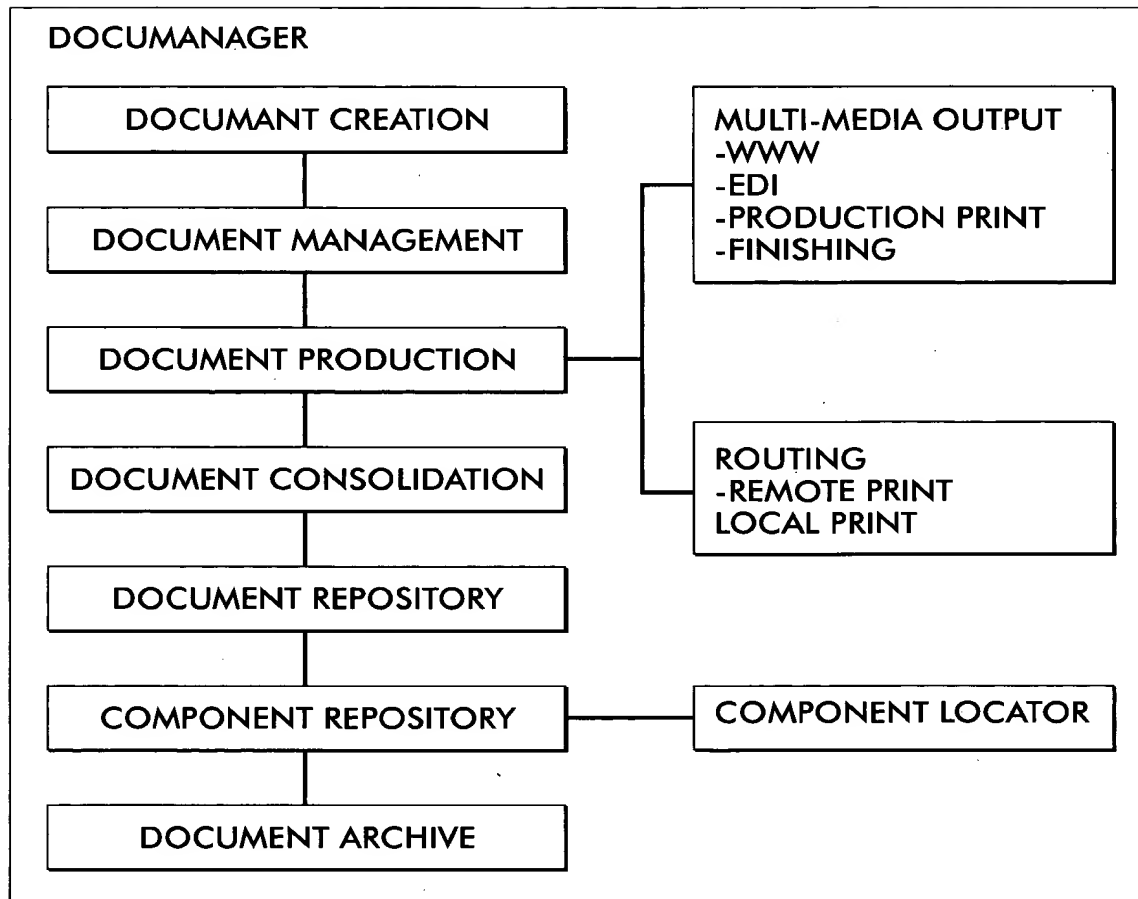 DOCUMANAGER
DOCUMANT CREATION
DOCUMENT MANAGEMENT
DOCUMENT PRODUCTION
DOCUMENT CONSOLIDATION
DOCUMENT REPOSITORY
COMPONENT REPOSITORY
DOCUMENT ARCHIVE
MULTI-MEDIA OUTPUT
-WWW
-EDI
-PRODUCTION PRINT
-FINISHING
ROUTING
-REMOTE PRINT
LOCAL PRINT
COMPONENT LOCATOR